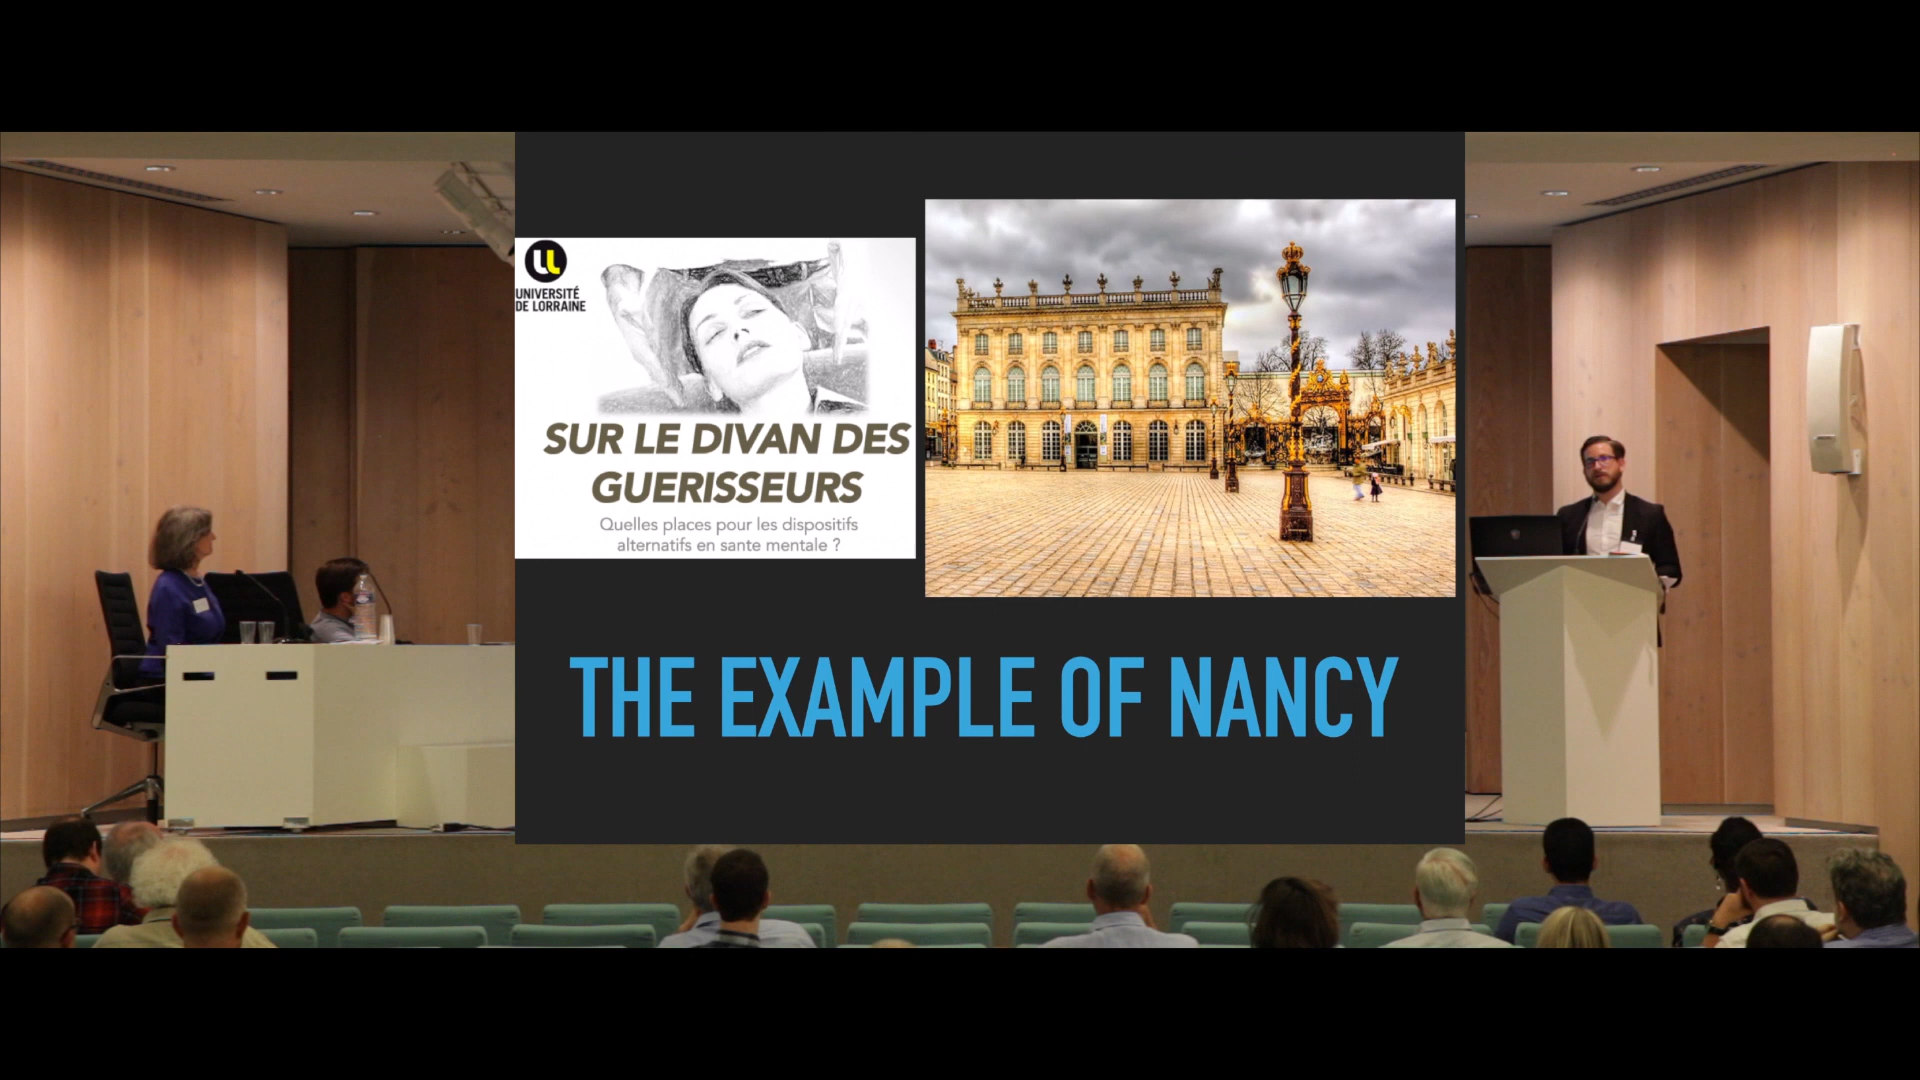 UNIVERSITÉ
DE LORRAINE
SUR LE DIVAN DES
GUERISSEURS
Quelles places pour les dispositifs
alternatifs en sante mentale ?
THE EXAMPLE OF NANCY